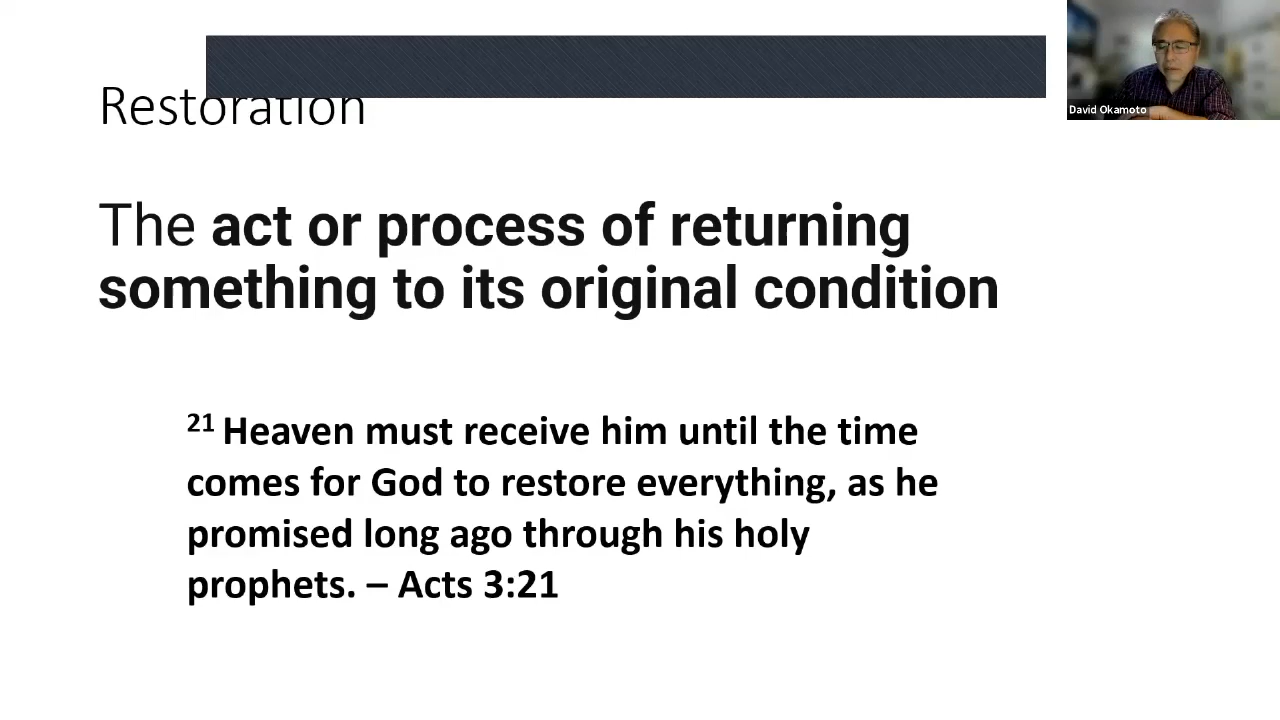 Restoration
David Okamoto
The act or process of returning
something to its original condition
21 Heaven must receive him until the time
comes for God to restore everything, as he
promised long ago through his holy
prophets. – Acts 3:21